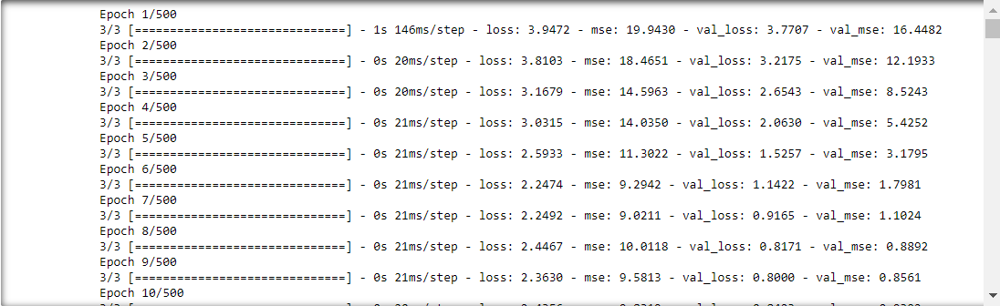 Epoch 1/500
3/3 [==============================] - 1s 146ms/step - loss: 3.9472 - mse: 19.9430 - val_loss: 3.7707 - val_mse: 16.4482
Epoch 2/500
3/3 [==============================] - 0s 20ms/step - loss: 3.8103 - mse: 18.4651 - val_loss: 3.2175 - val_mse: 12.1933
Epoch 3/500
3/3 [==============================] - 0s 20ms/step - loss: 3.1679 - mse: 14.5963 - val_loss: 2.6543 - val_mse: 8.5243
Epoch 4/500
3/3 [==============================] - 0s 21ms/step - loss: 3.0315 - mse: 14.0350 - val_loss: 2.0630 - val_mse: 5.4252
Epoch 5/500
3/3 [==============================] - 0s 21ms/step - loss: 2.5933 - mse: 11.3022 - val_loss: 1.5257 - val_mse: 3.1795
Epoch 6/500
3/3 [==============================] - 0s 21ms/step - loss: 2.2474 - mse: 9.2942 - val_loss: 1.1422 - val_mse: 1.7981
Epoch 7/500
3/3 [==============================] - 0s 21ms/step - loss: 2.2492 - mse: 9.0211 - val_loss: 0.9165 - val_mse: 1.1024
Epoch 8/500
3/3 [==============================] - 0s 21ms/step - loss: 2.4467 - mse: 10.0118 - val_loss: 0.8171 - val_mse: 0.8892
Epoch 9/500
3/3 [==============================] - 0s 21ms/step - loss: 2.3630 - mse: 9.5813 - val_loss: 0.8000 - val_mse: 0.8561
Epoch 10/500